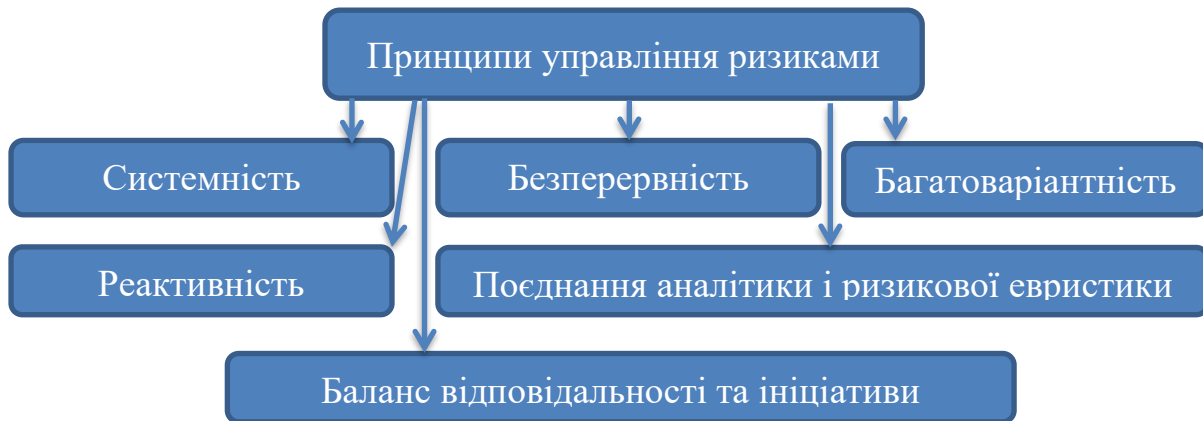 Принципи управління ризиками
Системність
Безперервність
Багатоваріантність
Реактивність
Поєднання аналітики і ризикової евристики
Баланс відповідальності та ініціативи